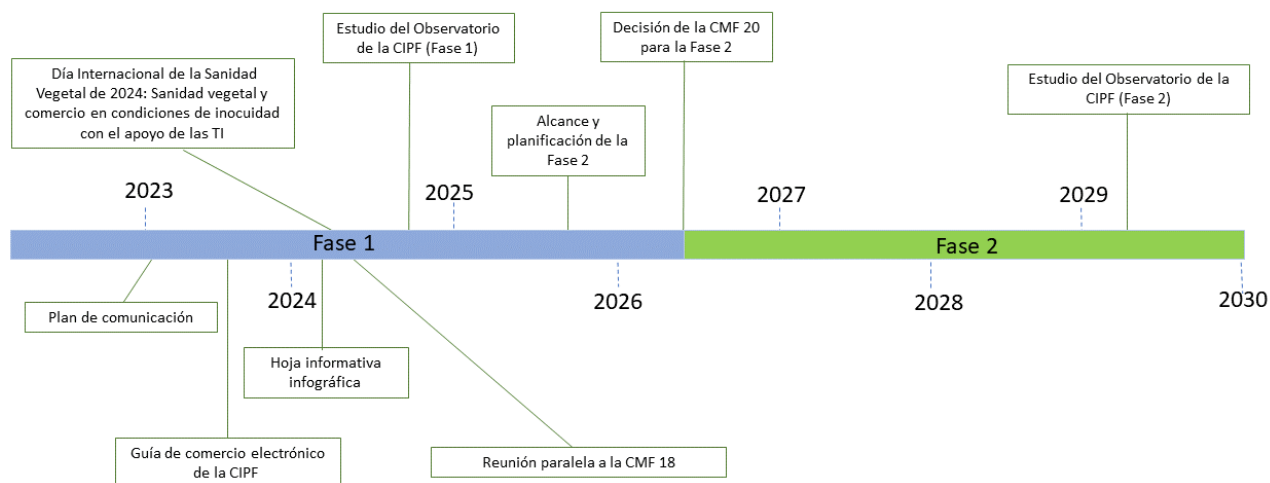 Estudio del Observatorio
de la CIPF (Fase 1)
Decisión de la CMF 20
para la Fase 2
Día Internacional de la Sanidad
Vegetal de 2024: Sanidad vegetal y
comercio en condiciones de inocuidad
con el apoyo de las TI
Estudio del Observatorio de la
CIPF (Fase 2)
Alcance y
planificación de la
Fase 2
2023
2025
2027
2029
Fase 1
Fase 2
2024
2026
2028
2030
Plan de comunicación
Hoja informativa
infográfica
Guía de comercio electrónico
de la CIPF
Reunión paralela a la CMF 18